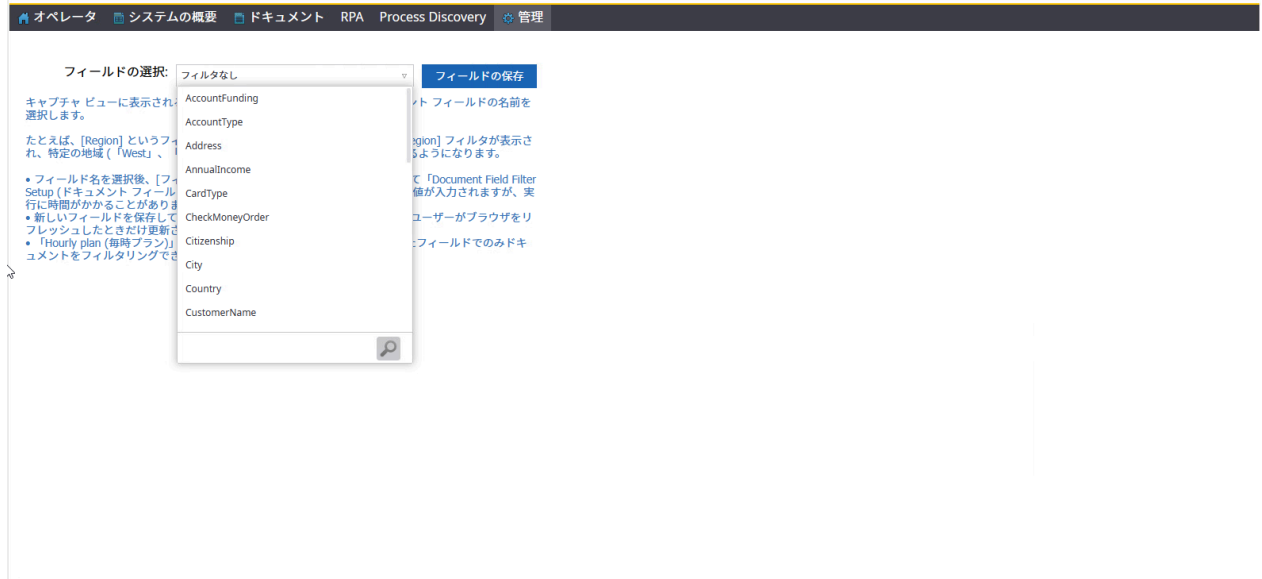 オペレータ システムの概要 ドキュメント RPA Process Discovery 管理
フィールドの選択: フィルタなし フィールドの保存
AccountFunding
AccountType
Address
AnnualIncome
CardType
CheckMoneyOrder
Citizenship
City
Country
CustomerName
キャプチャ ビューに表示され ント フィールドの名前を
選択します。
たとえば、[Region] というフィ egion] フィルタが表示さ
れ、特定の地域 (「West」、「 るようになります。
• フィールド名を選択後、[フィ て「Document Field Filter
Setup (ドキュメント フィール 値が入力されますが、実
行に時間がかかることがありま
• 新しいフィールドを保存して ユーザーがブラウザをリ
フレッシュしたときだけ更新さ
• 「Hourly plan (毎時プラン)」 たフィールドでのみドキ
ュメントをフィルタリングでき